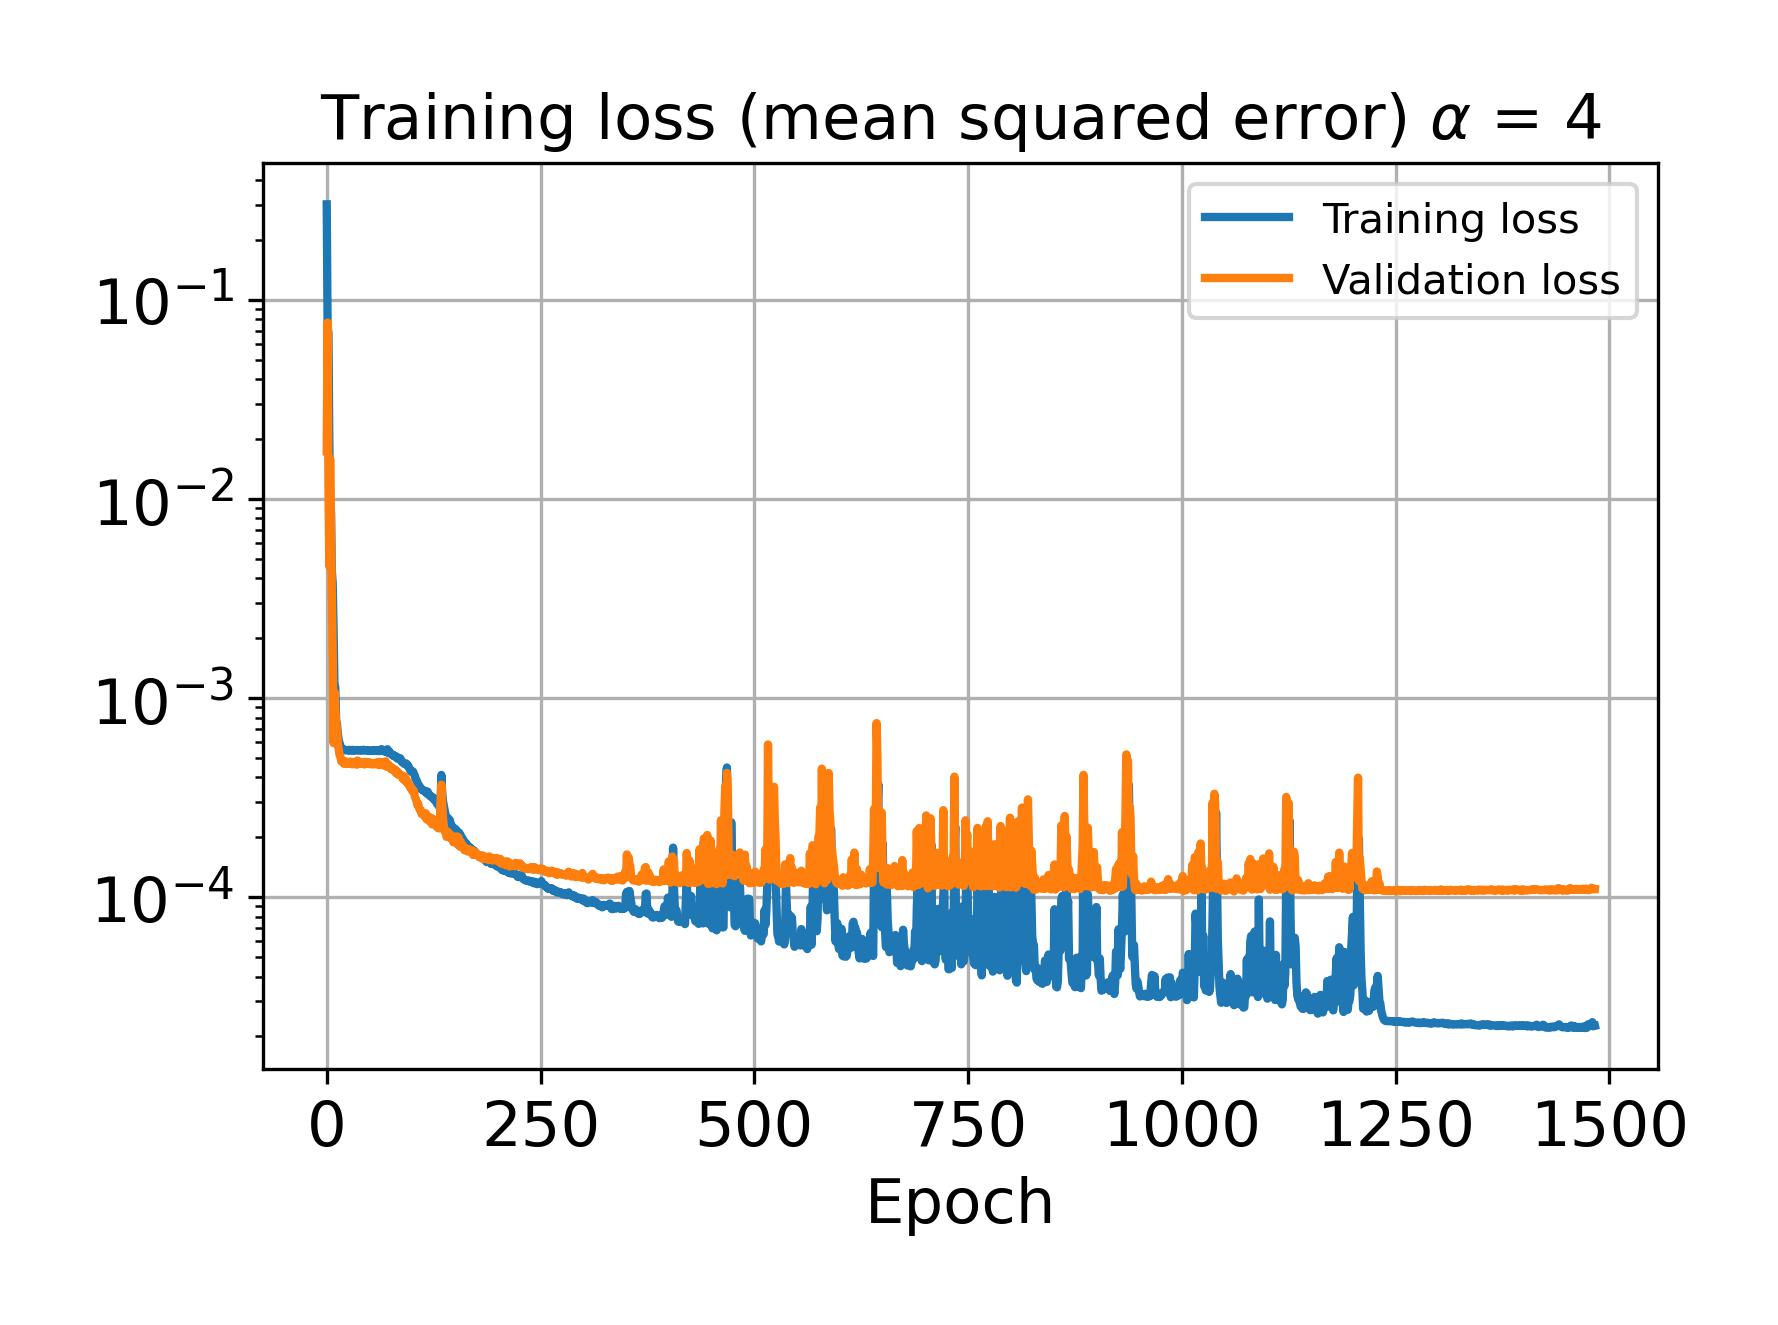 Training loss (mean squared error) α = 4
Training loss
Validation loss
10⁻¹
10⁻²
10⁻³
10⁻⁴
0 250 500 750 1000 1250 1500
Epoch